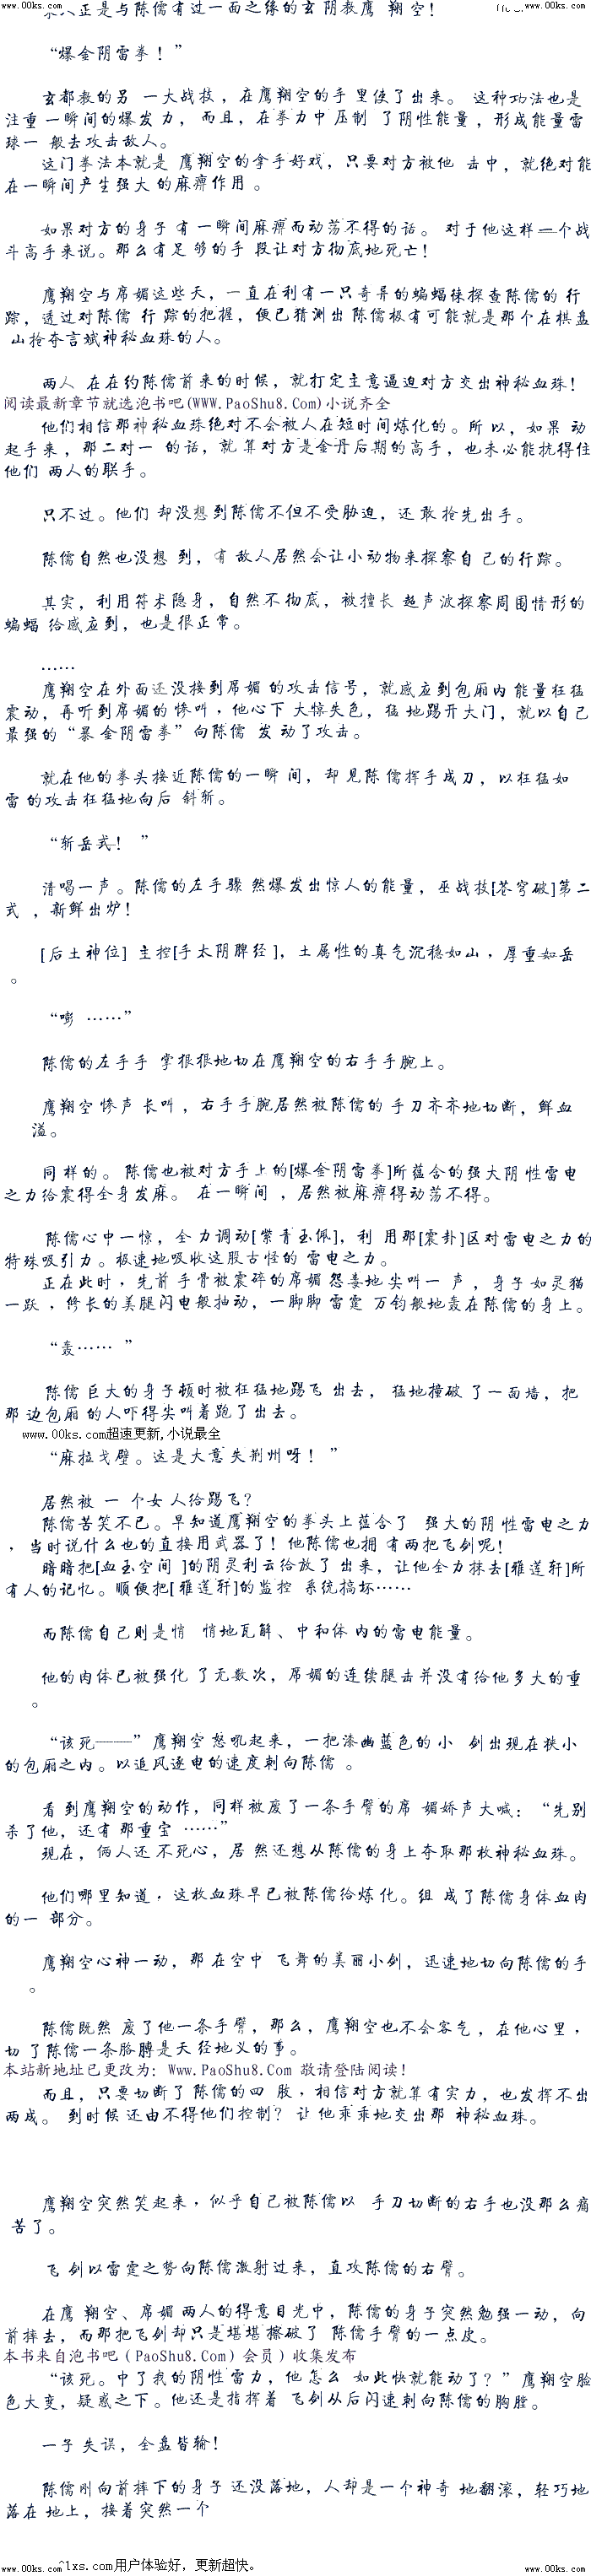 www.00ks.com www.00ks.com
来人正是与陈儒有过一面之缘的玄阴教鹰 翔空！
“爆金阴雷拳！”
玄都教的另 一大战技，在鹰翔空的手里使了出来。 这种功法也是
注重一瞬间的爆发力， 而且，在拳力中压制 了阴性能量，形成能量雷
球一 般去攻击敌人。
这门拳法本就是 鹰翔空的拿手好戏，只要对方被他 击中，就绝对能
在一瞬间产生强大的麻痹作用 。
如果对方的身子有一瞬间麻痹而动荡不得的话。 对于他这样一个战
斗高手来说。那么有足够的手 段让对方彻底地死亡！
鹰翔空与席媚这些天，一直在利有一只奇异的蝙蝠徕探查陈儒的 行
踪，透过对陈儒 行 踪的把握，便已猜测出陈儒极有可能就是那个在棋盘
山抢夺言斌神秘血珠的人。
两人 在在约陈儒前来的时候，就打定主意逼迫对方交出神秘血珠！
阅读最新章节就选泡书吧(WWW.PaoShu8.Com)小说齐全
他们相信那神秘血珠绝对不会被人在短时间炼化的。所以，如果 动
起手来，那二对一 的话，就算对方是金丹后期的高手，也未必能抗得住
他们 两人的联手。
只不过。他们 却没想到陈儒不但不受胁迫，还敢抢先出手。
陈儒自然也没想 到，有敌人居然会让小动物来探察自己的行踪。
其实，利用符术隐身，自然不彻底，被擅长 超声波探察周围情形的
蝙蝠 给感应到，也是很正常。
……
鹰翔空在外面还没接到席媚 的攻击信号，就感应到包厢内能量狂猛
震动，再听到席媚的惨叫，他心下 大惊失色，猛地踢开大门，就以自己
最强的“暴金阴雷拳”向陈儒 发 动了攻击。
就在他的拳头接近陈儒的一瞬 间，却见陈儒挥手成刀，以狂猛如
雷 的攻击狂猛地向后 斜斩。
“斩岳式！ ”
清喝一声。陈儒的左手骤 然爆发出惊人的能量，巫战技[苍穹破]第二
式 ，新鲜出炉！
[后土神位] 主控[手太阴脾经]，土属性的真气沉稳如山，厚重如岳
。
“嘭 ……”
陈儒的左手手 掌狠狠地切在鹰翔空的右手手腕上。
鹰翔空惨声长叫，右手手腕居然被陈儒的 手刀齐齐地切断，鲜血
溢。
同样的。 陈儒也被对方手上的[爆金阴雷拳]所蕴含的强大阴 性雷电
之力给震得全身发麻。 在一瞬间 ，居然被麻痹得动荡不得。
陈儒心中一惊，全力调动[紫青玉佩]，利 用那[震卦]区对雷电之力的
特殊吸引力。极速地吸收这股古怪的 雷电之力。
正在此时，先前手骨被震碎的席媚怨毒地尖叫一 声，身子如灵猫
一跃，修长的美腿闪电般抽动，一脚脚雷霆 万钧般地轰在陈儒的身上。
“轰…… ”
陈儒巨大的身子顿时被狂猛地踢飞 出去， 猛地撞破 了一面墙，把
那边包厢 的人吓得尖叫着跑了出去。
www.00ks.com超速更新,小说最全
“麻拉戈壁。这是大意失荆州呀！ ”
居然被 一 个女 人给踢飞？
陈儒苦笑不已。早知道鹰翔空的拳头上蕴含了 强大的阴 性雷电之力
，当时说什么也的直接用武器了！他陈儒也拥有两把飞剑呢！
暗暗把[血玉空间 ]的阴灵利云给放了 出来，让他全力抹去[雅莲轩]所
有人的记忆。顺便把[ 雅莲轩]的监控 系统搞坏……
而陈儒自己则是悄 悄地瓦解、中和体内的雷电能量。
他的肉体已被强化 了无数次，席媚的连续腿击并没有给他多大的重
。
“该死———”鹰翔空怒吼起来，一把漆幽蓝色的小 剑出现在狭小
的包厢之内。以追风逐电的速度刺向陈儒 。
看到鹰翔空的动作，同样被废了一条手臂的席 媚娇声大喊：“先别
杀了他，还有那重宝 ……”
现在，俩人还不死心，居然还想从陈儒的身上夺取那枚神秘血珠。
他们哪里知道，这枚血珠早已被陈儒给炼化。组成了陈儒身体血肉
的一 部分。
鹰翔空心神一动，那在空中 飞舞的美丽小剑，迅速地切向陈儒的手
。
陈儒既然 废了他一条手臂，那么，鹰翔空也不会客气，在他心里，
切了陈儒一条胳膊是天经地义的事。
本站新地址已更改为: Www.PaoShu8.Com 敬请登陆阅读!
而且，只要切断了陈儒的四 肢，相信对方就算有实力，也发挥不出
两成。 到时候还由不得他们控制？ 让他乖乖地交出那 神秘血珠。
鹰翔空突然笑起来，似乎自己被陈儒以 手刀切断的右手也没那么痛
苦了。
飞剑以雷霆之势向陈儒激射过来，直攻陈儒的右臂。
在鹰 翔空、席媚两人的得意目光中，陈儒的身子突然勉强一动，向
前摔去，而那把飞剑却只是堪堪擦破了 陈儒手臂的一点皮。
本书来自泡书吧（PaoShu8.Com）会员）收集发布
“该死。中了我的阴性雷力，他怎么 如此快就能动了？”鹰翔空脸
色大变，疑惑之下。他还是指挥着 飞剑从后闪速刺向陈儒的胸膛。
一子失误，全盘皆输！
陈儒刚向前摔下的身子还没落地，人却是一个神奇 地翻滚，轻巧地
落在地上，接着突然一个
lxs.com用户体验好，更新超快。
www.00ks.com www.00ks.com